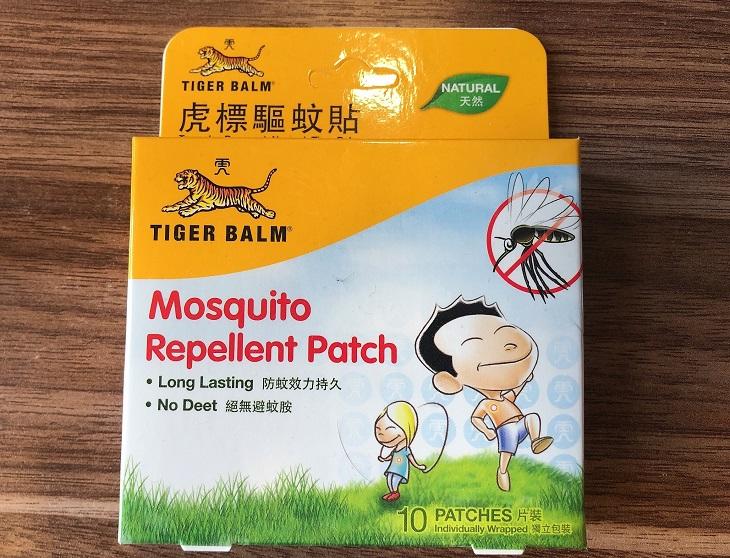 虎
TIGER BALM®
NATURAL
天然
虎標驅蚊貼
虎
TIGER BALM®
Mosquito
Repellent Patch
• Long Lasting 防蚊效力持久
• No Deet 絕無避蚊胺
10 PATCHES 片裝
Individually Wrapped 獨立包裝